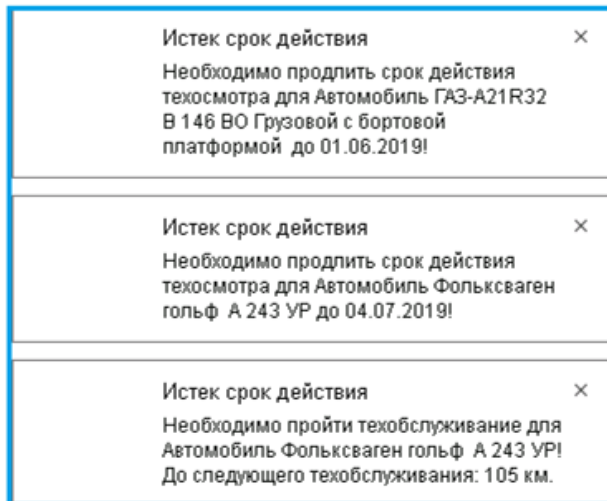 Истек срок действия
Необходимо продлить срок действия
техосмотра для Автомобиль ГАЗ-А21R32
В 146 ВО Грузовой с бортовой
платформой до 01.06.2019!
Истек срок действия
Необходимо продлить срок действия
техосмотра для Автомобиль Фольксваген
гольф А 243 УР до 04.07.2019!
Истек срок действия
Необходимо пройти техобслуживание для
Автомобиль Фольксваген гольф А 243 УР!
До следующего техобслуживания: 105 км.